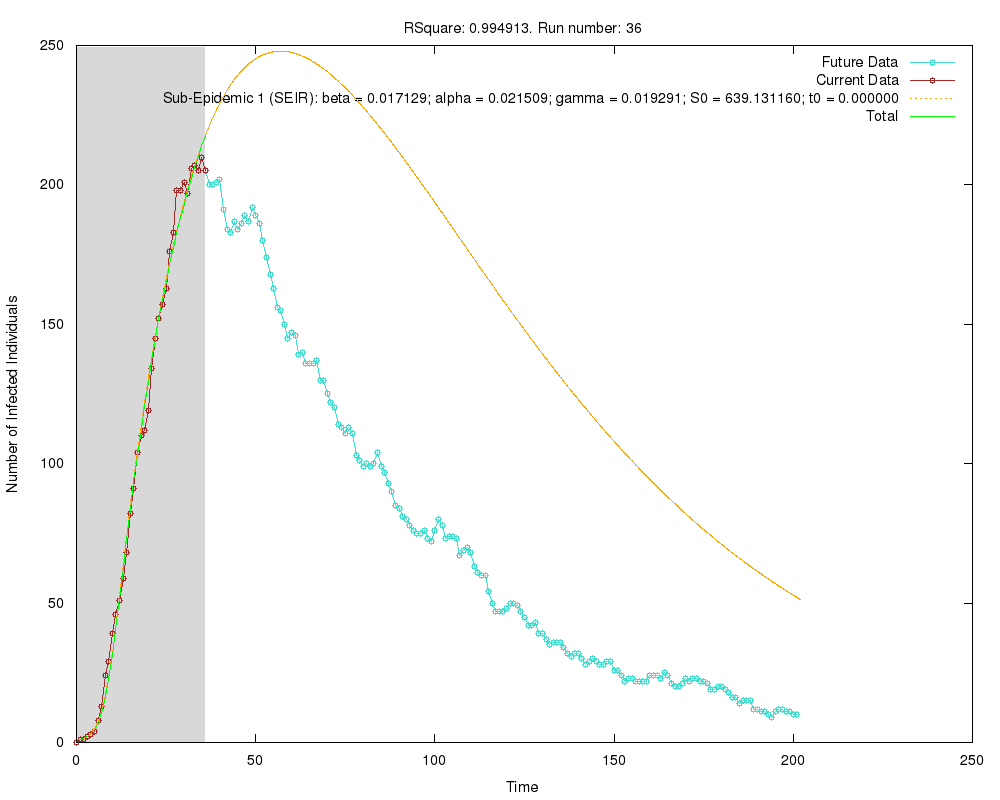 RSquare: 0.994913. Run number: 36
250
200
150
100
50
0
Number of Infected Individuals
Future Data
Current Data
Sub-Epidemic 1 (SEIR): beta = 0.017129; alpha = 0.021509; gamma = 0.019291; S0 = 639.131160; t0 = 0.000000
Total
0 50 100 150 200 250
Time